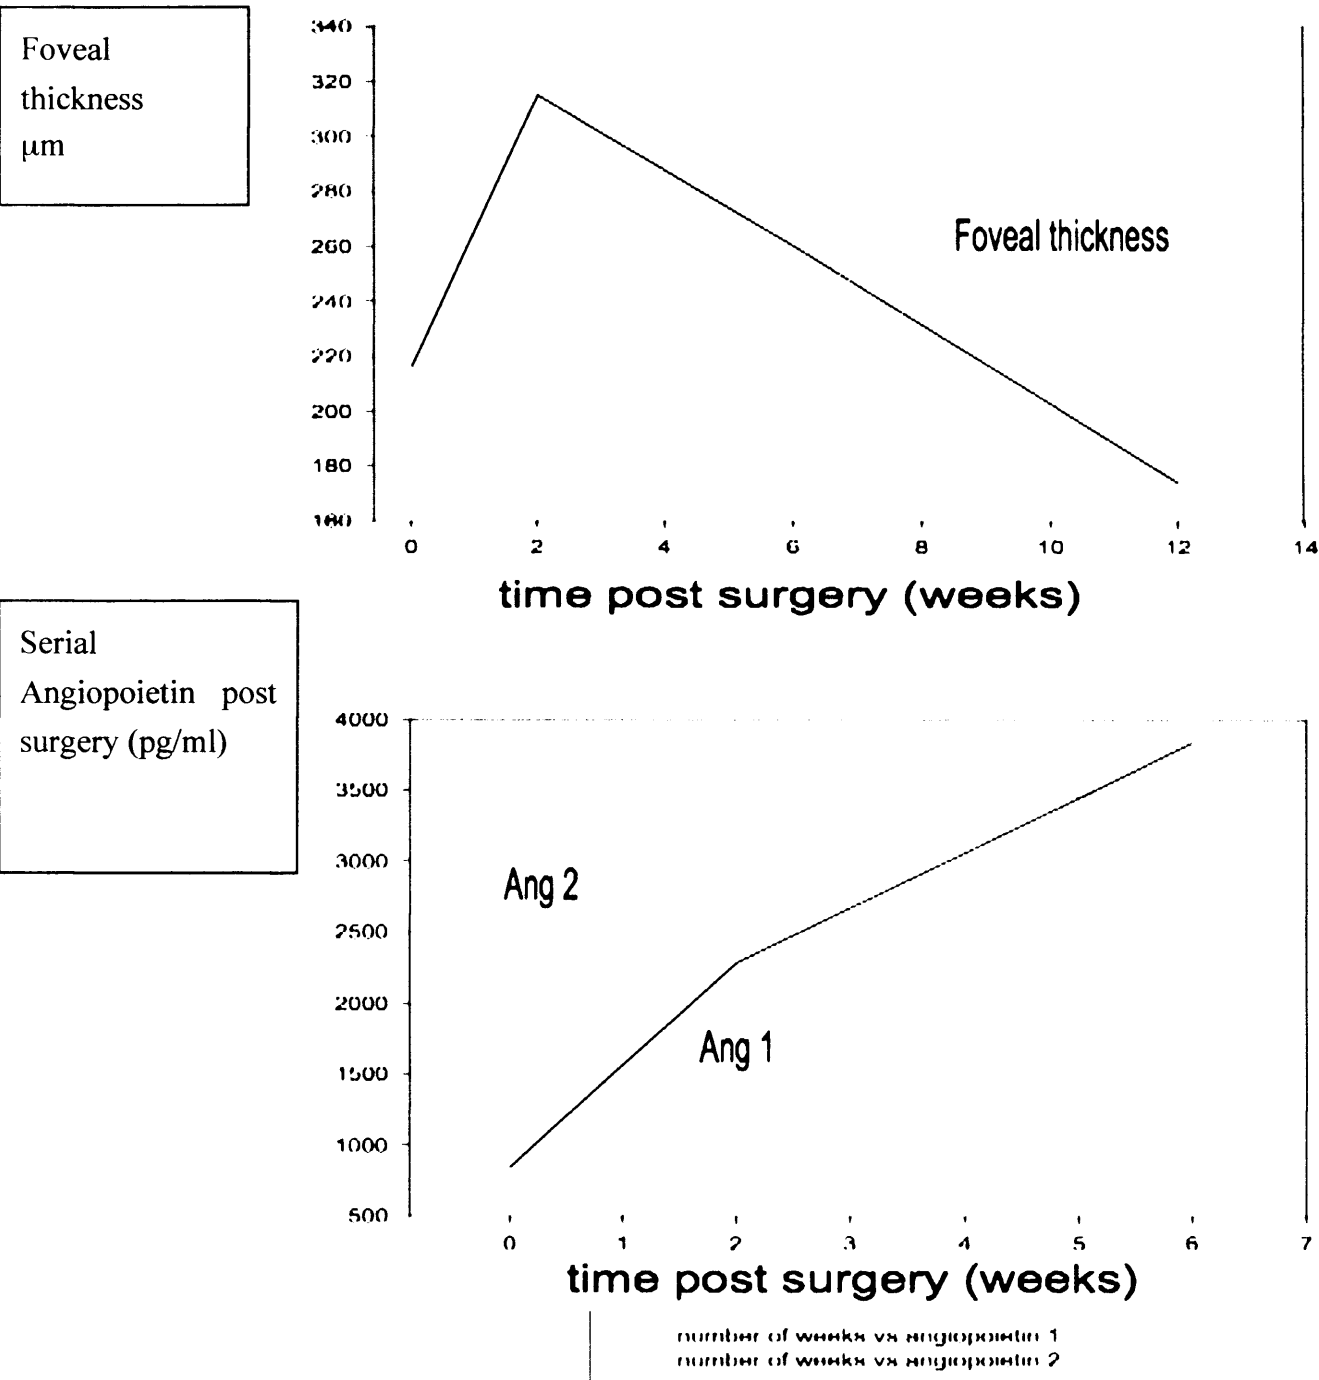 Foveal
thickness
μm
340
320
300
280
260
240
220
200
180
160
Foveal thickness
0 2 4 6 8 10 12 14
time post surgery (weeks)
Serial
Angiopoietin post
surgery (pg/ml)
4000
3500
3000
2500
2000
1500
1000
500
Ang 2
Ang 1
0 1 2 3 4 5 6 7
time post surgery (weeks)
number of weeks vs angiopoietin 1
number of weeks vs angiopoietin 2